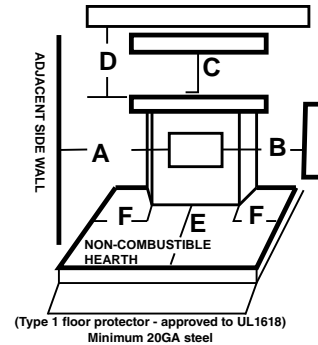 D
C
ADJACENT SIDE WALL
A
B
F
E
F
NON-COMBUSTIBLE
HEARTH
(Type 1 floor protector - approved to UL1618)
Minimum 20GA steel